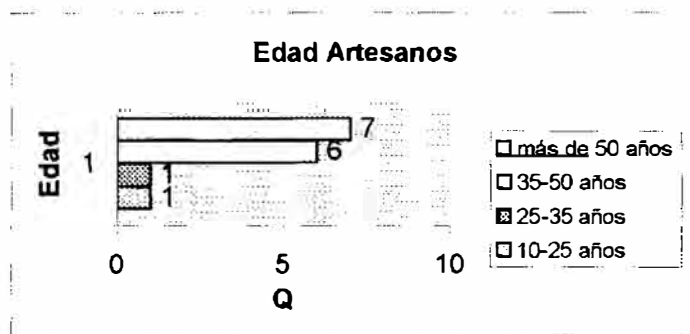 Edad Artesanos
Edad
1
7
6
1
1
0 5 10
Q
más de 50 años
35-50 años
25-35 años
10-25 años